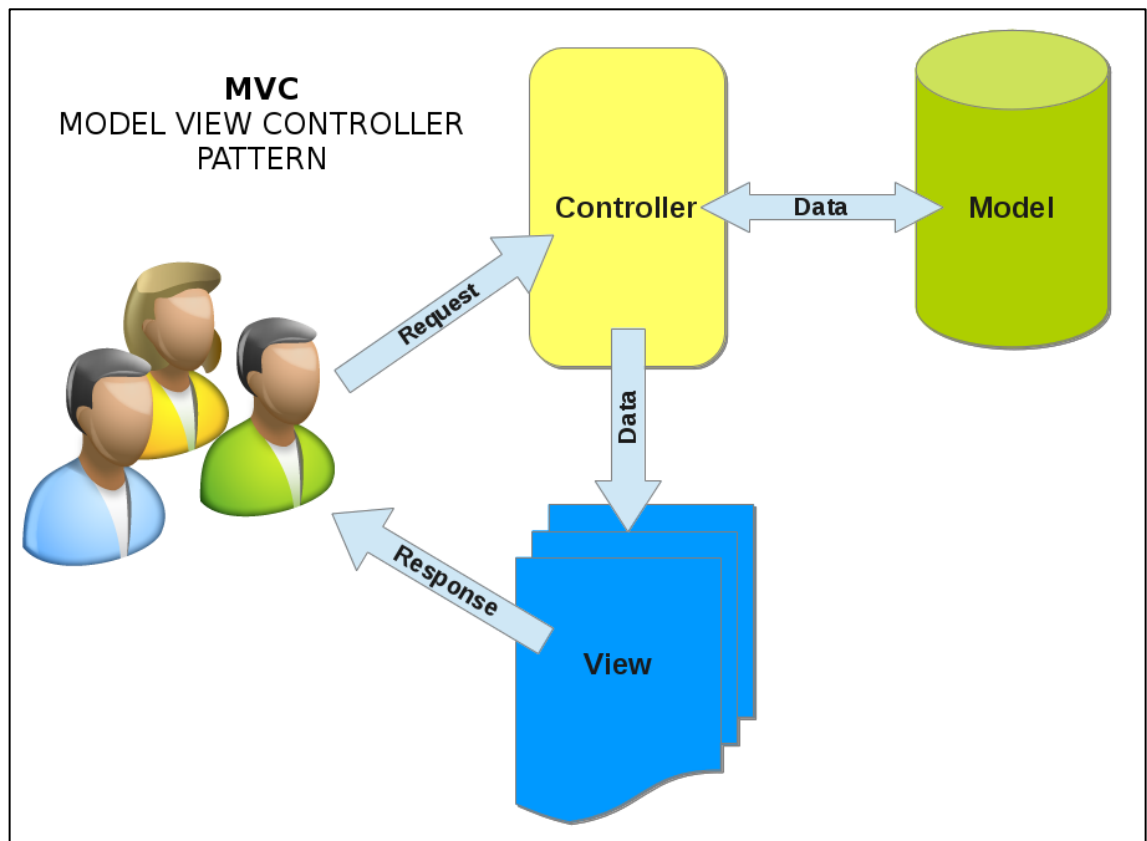 MVC
MODEL VIEW CONTROLLER
PATTERN
Controller
Data
Model
Request
Data
Response
View